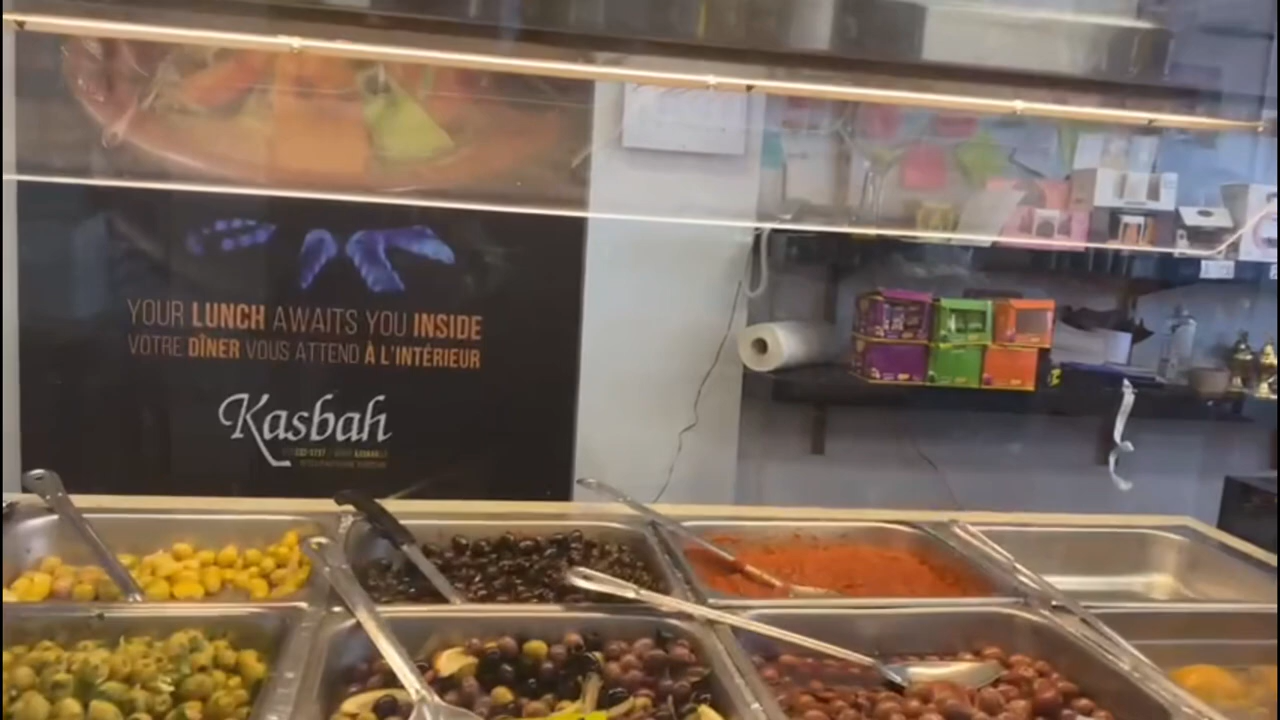 YOUR LUNCH AWAITS YOU INSIDE
VOTRE DÎNER VOUS ATTEND À L'INTÉRIEUR
Kasbah